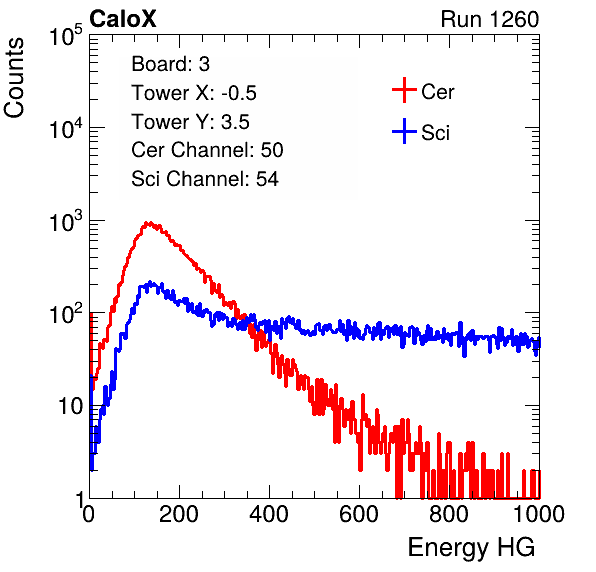 CaloX Run 1260
Counts
10^5
10^4
10^3
10^2
10
1
Board: 3
Tower X: -0.5
Tower Y: 3.5
Cer Channel: 50
Sci Channel: 54
Cer
Sci
0 200 400 600 800 1000
Energy HG